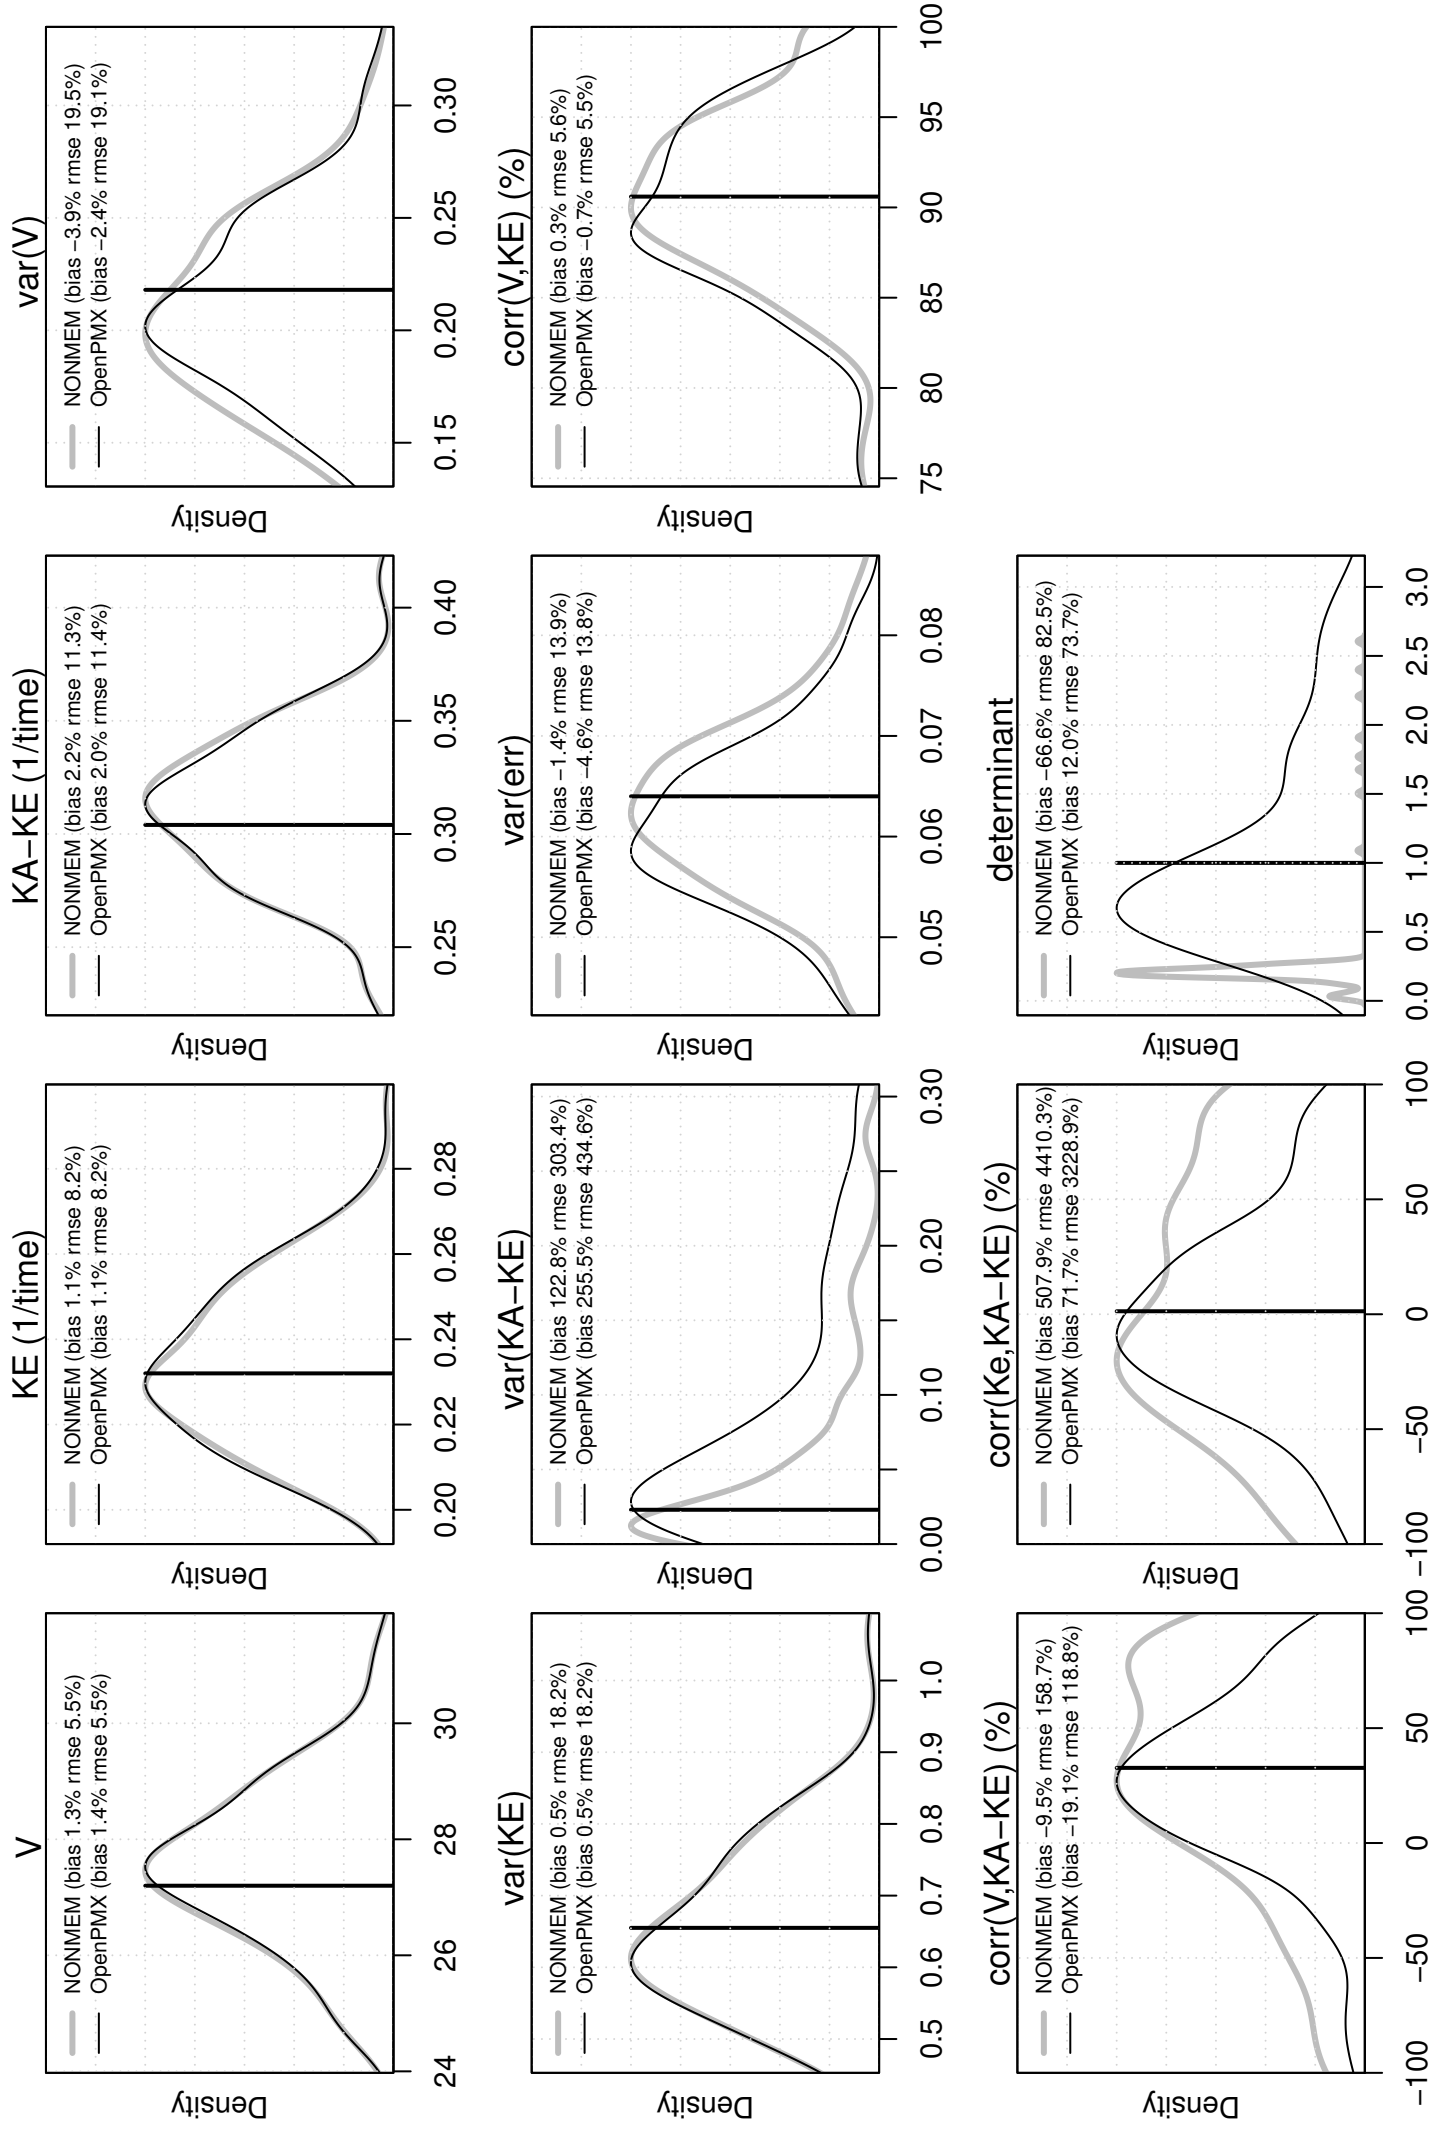 V
NONMEM (bias 1.3% rmse 5.5%)
OpenPMX (bias 1.4% rmse 5.5%)
Density
24 26 28 30
KE (1/time)
NONMEM (bias 1.1% rmse 8.2%)
OpenPMX (bias 1.1% rmse 8.2%)
Density
0.20 0.22 0.24 0.26 0.28
KA−KE (1/time)
NONMEM (bias 2.2% rmse 11.3%)
OpenPMX (bias 2.0% rmse 11.4%)
Density
0.25 0.30 0.35 0.40
var(V)
NONMEM (bias −3.9% rmse 19.5%)
OpenPMX (bias −2.4% rmse 19.1%)
Density
0.15 0.20 0.25 0.30
var(KE)
NONMEM (bias 0.5% rmse 18.2%)
OpenPMX (bias 0.5% rmse 18.2%)
Density
0.5 0.6 0.7 0.8 0.9 1.0
var(KA−KE)
NONMEM (bias 122.8% rmse 303.4%)
OpenPMX (bias 255.5% rmse 434.6%)
Density
0.00 0.10 0.20 0.30
var(err)
NONMEM (bias −1.4% rmse 13.9%)
OpenPMX (bias −4.6% rmse 13.8%)
Density
0.05 0.06 0.07 0.08
corr(V,KE) (%)
NONMEM (bias 0.3% rmse 5.6%)
OpenPMX (bias −0.7% rmse 5.5%)
Density
75 80 85 90 95 100
corr(V,KA−KE) (%)
NONMEM (bias −9.5% rmse 158.7%)
OpenPMX (bias −19.1% rmse 118.8%)
Density
−100 −50 0 50 100
corr(Ke,KA−KE) (%)
NONMEM (bias 507.9% rmse 4410.3%)
OpenPMX (bias 71.7% rmse 3228.9%)
Density
−100 −50 0 50 100
determinant
NONMEM (bias −66.6% rmse 82.5%)
OpenPMX (bias 12.0% rmse 73.7%)
Density
0.0 0.5 1.0 1.5 2.0 2.5 3.0